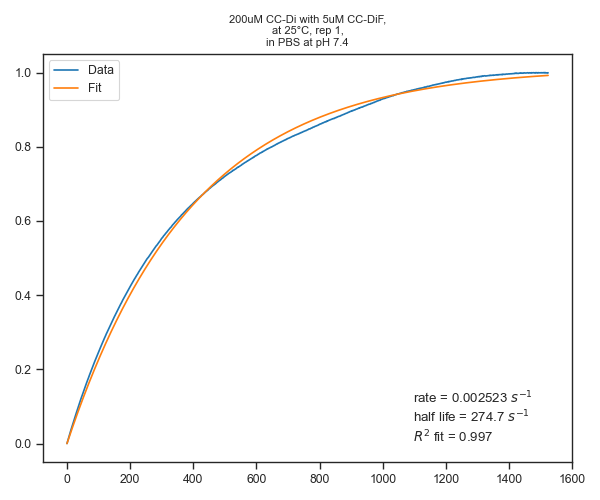 200uM CC-Di with 5uM CC-DiF,
at 25°C, rep 1,
in PBS at pH 7.4
Data
Fit
1.0
0.8
0.6
0.4
0.2
0.0
rate = 0.002523 s⁻¹
half life = 274.7 s⁻¹
R² fit = 0.997
0
200
400
600
800
1000
1200
1400
1600